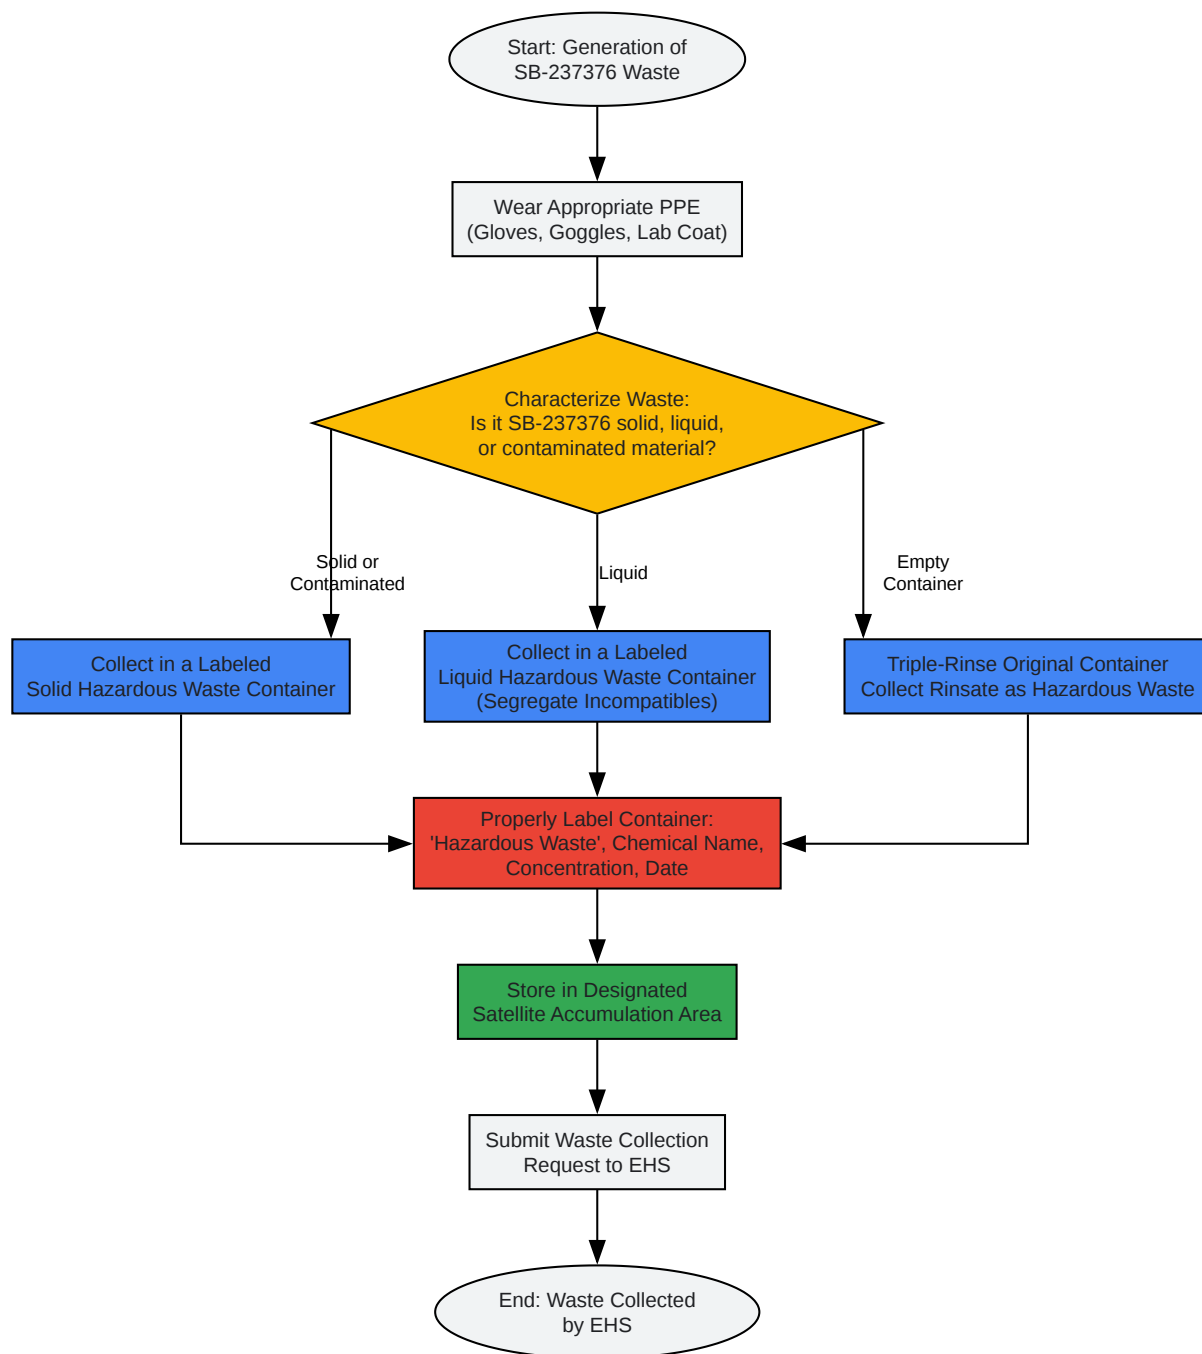 Start: Generation of
SB-237376 Waste
Wear Appropriate PPE
(Gloves, Goggles, Lab Coat)
Characterize Waste:
Is it SB-237376 solid, liquid,
or contaminated material?
Solid or
Contaminated
Liquid
Empty
Container
Collect in a Labeled
Solid Hazardous Waste Container
Collect in a Labeled
Liquid Hazardous Waste Container
(Segregate Incompatibles)
Triple-Rinse Original Container
Collect Rinsate as Hazardous Waste
Properly Label Container:
'Hazardous Waste', Chemical Name,
Concentration, Date
Store in Designated
Satellite Accumulation Area
Submit Waste Collection
Request to EHS
End: Waste Collected
by EHS